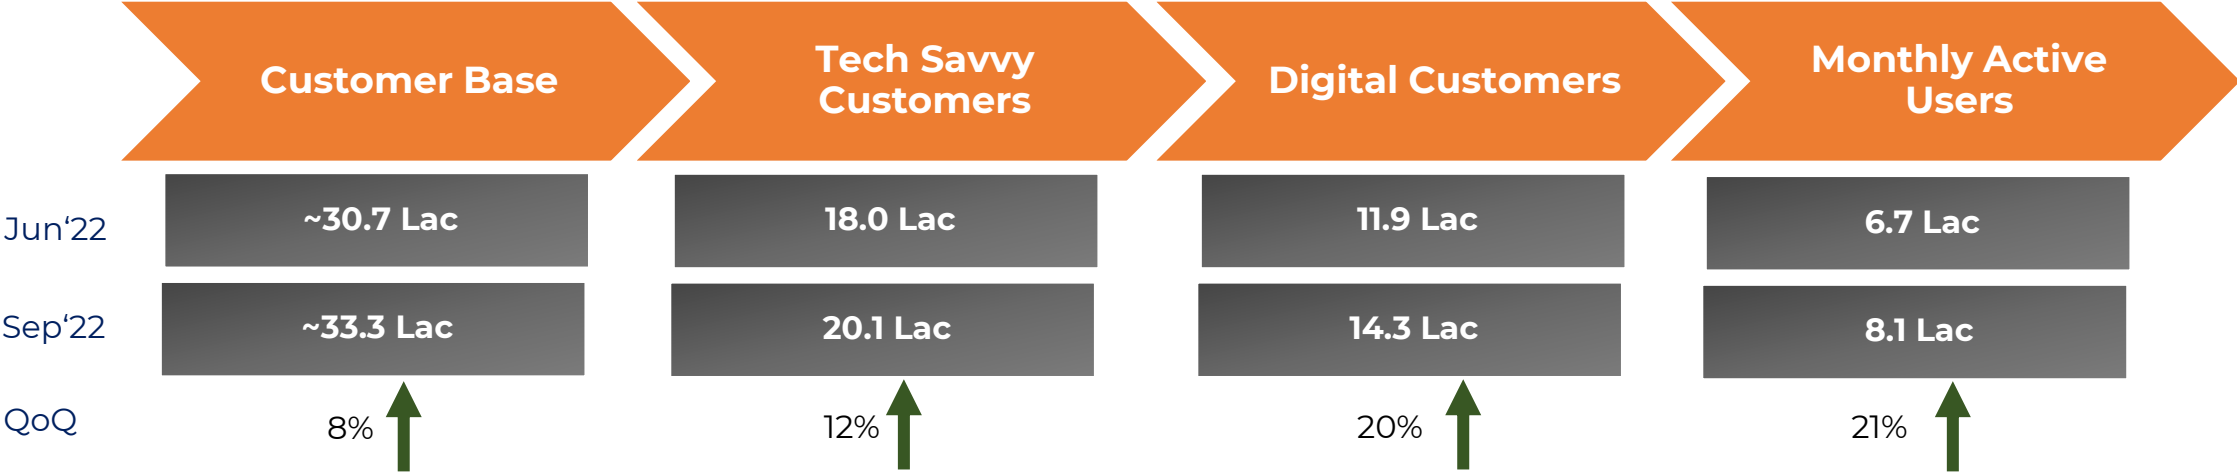 Customer Base
Tech Savvy
Customers
Digital Customers
Monthly Active
Users
Jun‘22
~30.7 Lac
18.0 Lac
11.9 Lac
6.7 Lac
Sep‘22
~33.3 Lac
20.1 Lac
14.3 Lac
8.1 Lac
QoQ
8%
12%
20%
21%